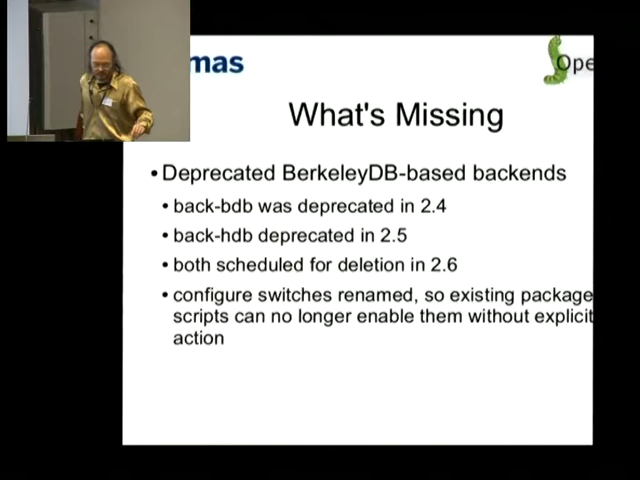 mas
Ope
What's Missing
• Deprecated BerkeleyDB-based backends
• back-bdb was deprecated in 2.4
• back-hdb deprecated in 2.5
• both scheduled for deletion in 2.6
• configure switches renamed, so existing package
scripts can no longer enable them without explicit
action